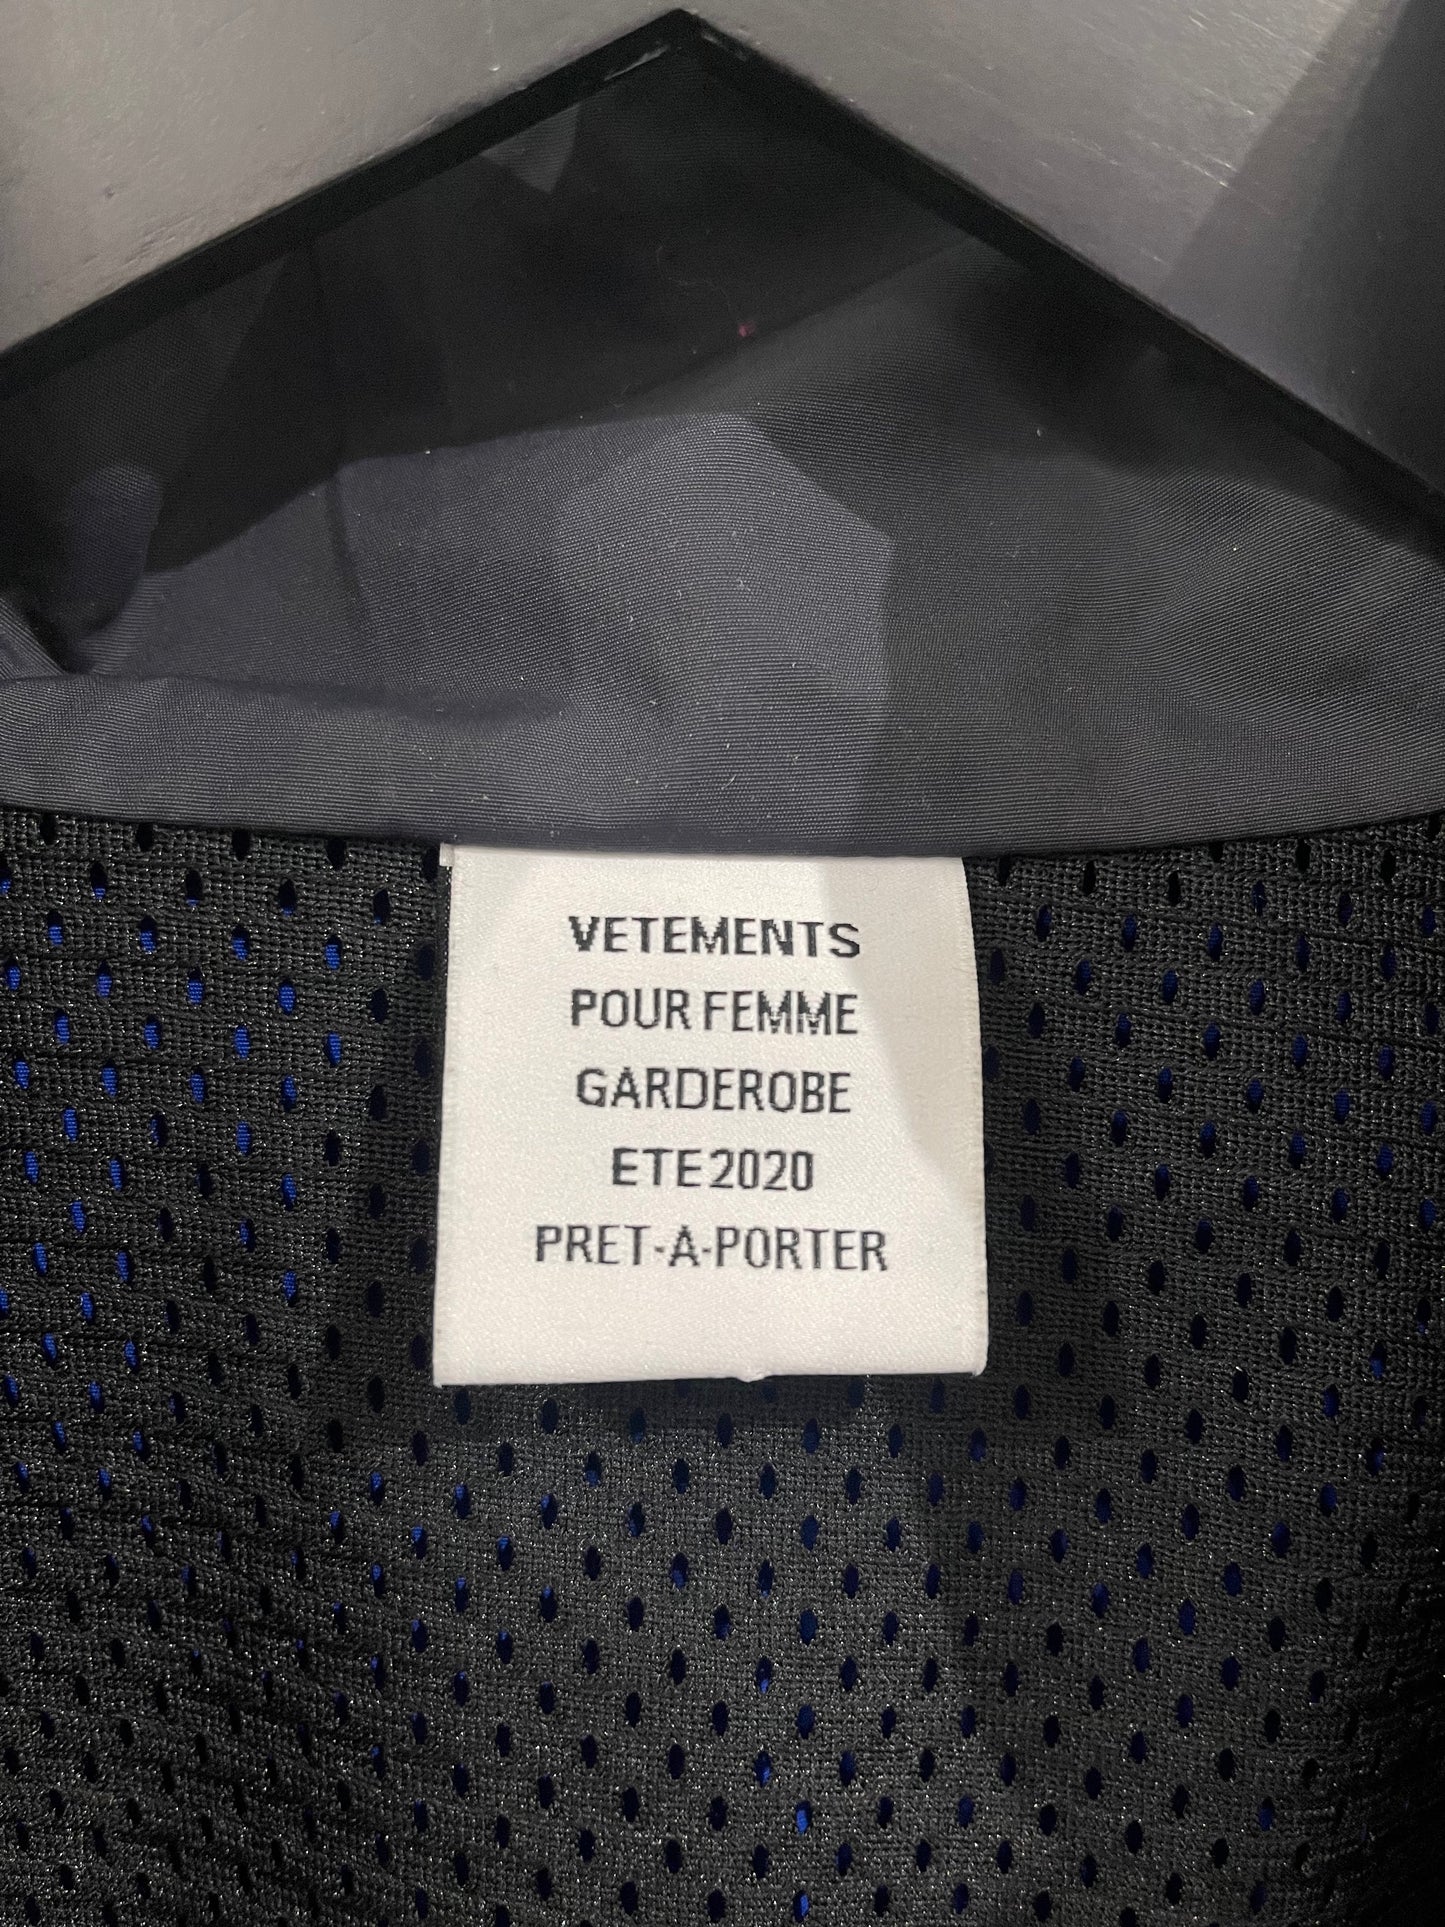 VETEMENTS
POUR FEMME
GARDEROBE
ETE 2020
PRET-A-PORTER